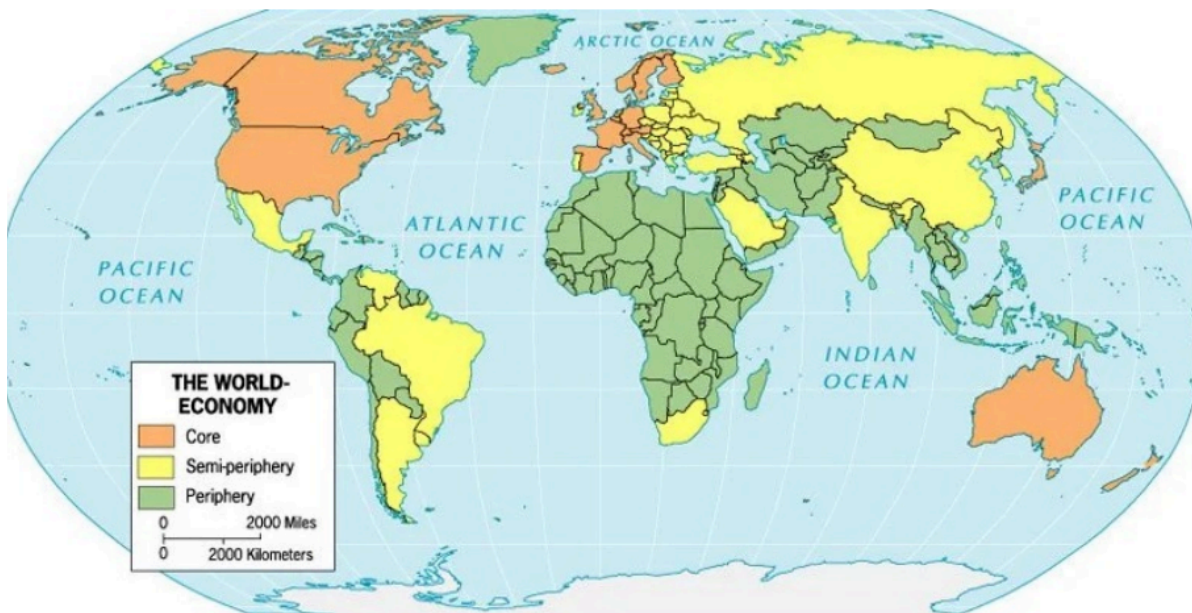 ARCTIC OCEAN
ATLANTIC
OCEAN
PACIFIC
OCEAN
PACIFIC
OCEAN
INDIAN
OCEAN
THE WORLD-
ECONOMY
Core
Semi-periphery
Periphery
0 2000 Miles
0 2000 Kilometers